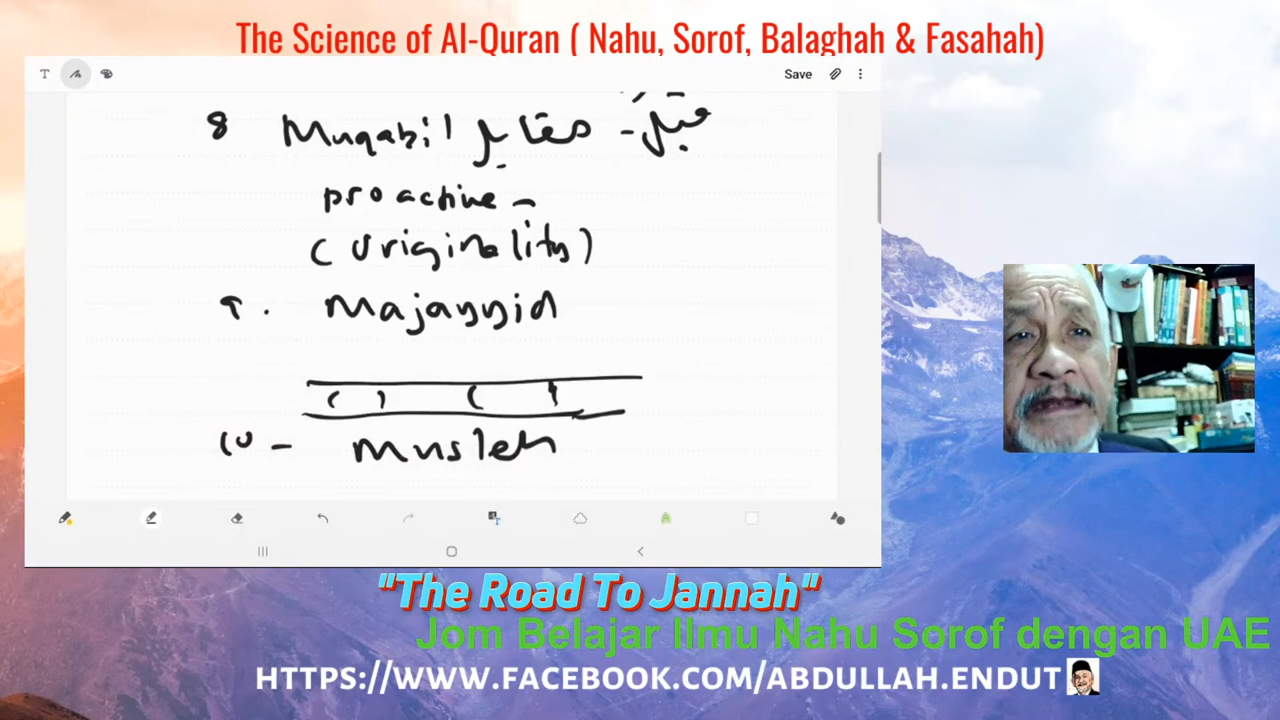 The Science of Al-Quran ( Nahu, Sorof, Balaghah & Fasahah)
T Save
8 Muqabil مقابل - قبل
proactive -
(originality)
9. Majayyid
10 - Musleh
"The Road To Jannah"
Jom Belajar Ilmu Nahu Sorof dengan UAE
HTTPS://WWW.FACEBOOK.COM/ABDULLAH.ENDUT